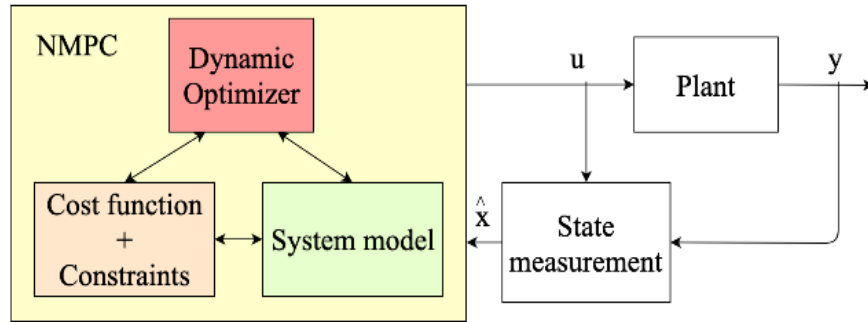 NMPC
Dynamic
Optimizer
Cost function
+
Constraints
System model
u
Plant
y
x̂
State
measurement